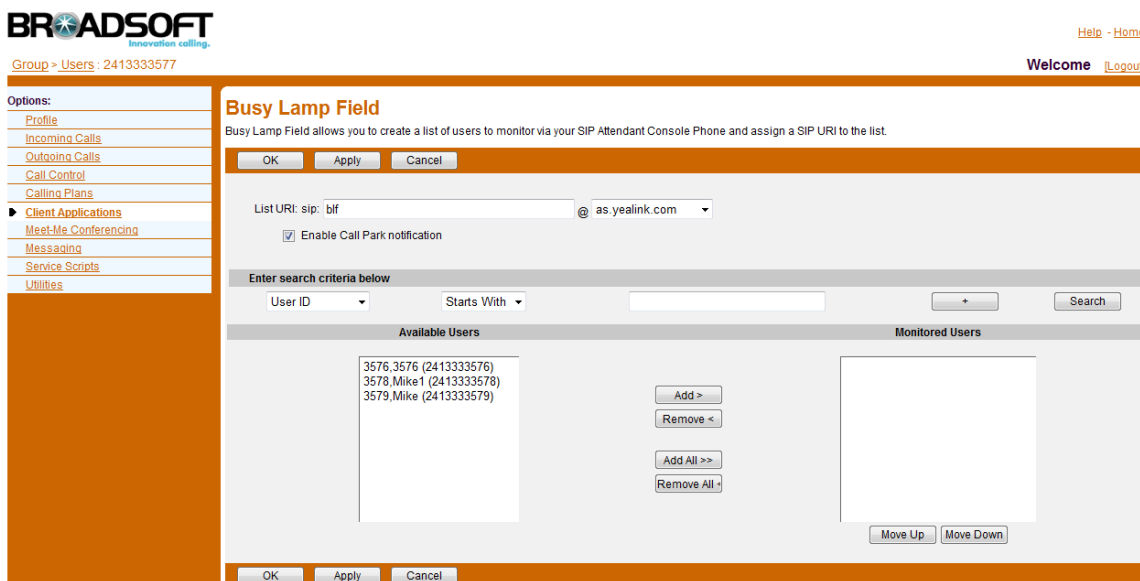 BROADSOFT
Innovation calling.
Help - Home
Group > Users : 2413333577
Welcome [Logout
Options:
Profile
Incoming Calls
Outgoing Calls
Call Control
Calling Plans
Client Applications
Meet-Me Conferencing
Messaging
Service Scripts
Utilities
Busy Lamp Field
Busy Lamp Field allows you to create a list of users to monitor via your SIP Attendant Console Phone and assign a SIP URI to the list.
OK Apply Cancel
List URI: sip: blf @ as.yealink.com
Enable Call Park notification
Enter search criteria below
User ID Starts With + Search
Available Users Monitored Users
3576,3576 (2413333576)
3578,Mike1 (2413333578)
3579,Mike (2413333579)
Add >
Remove <
Add All >>
Remove All <
Move Up Move Down
OK Apply Cancel